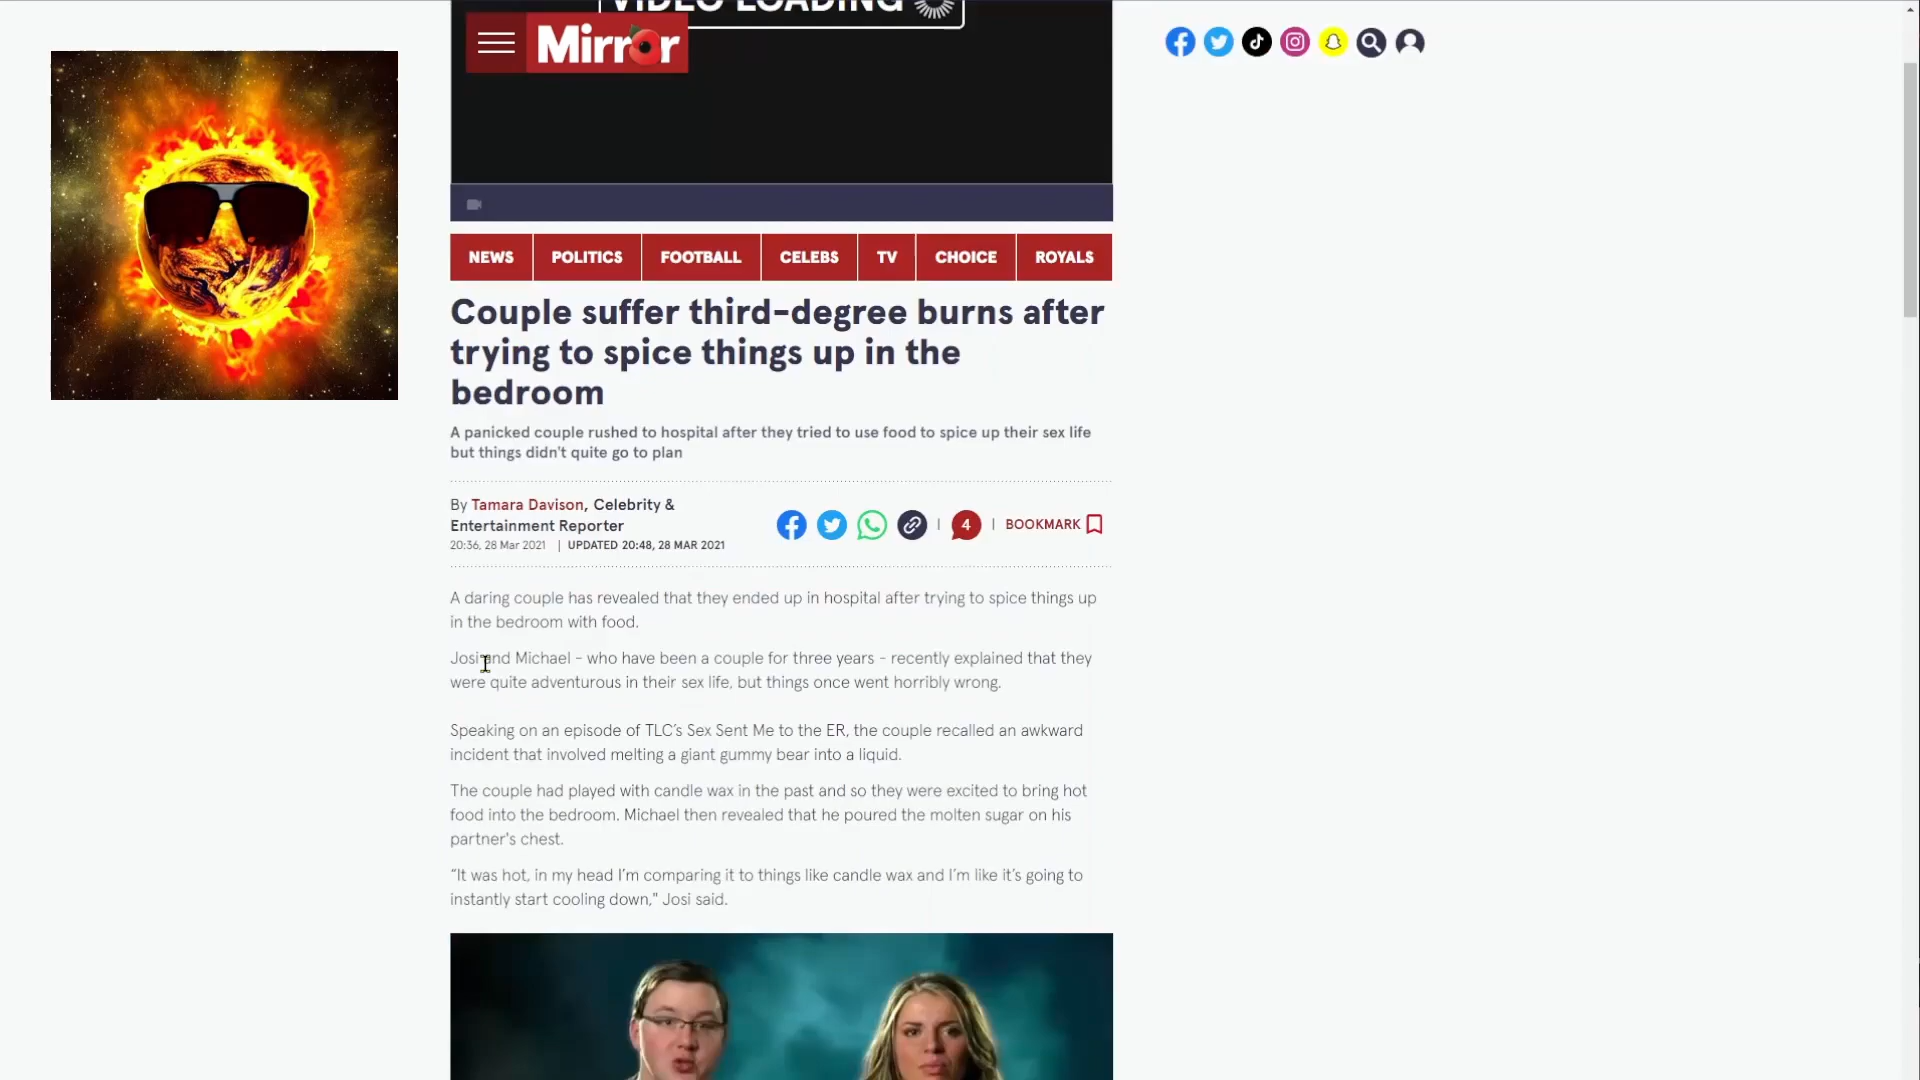 VIDEO LOADING
Mirror
NEWS
POLITICS
FOOTBALL
CELEBS
TV
CHOICE
ROYALS
Couple suffer third-degree burns after
trying to spice things up in the
bedroom
A panicked couple rushed to hospital after they tried to use food to spice up their sex life
but things didn't quite go to plan
By Tamara Davison, Celebrity &
Entertainment Reporter
20:36, 28 Mar 2021 | UPDATED 20:48, 28 MAR 2021
| 4 | BOOKMARK
A daring couple has revealed that they ended up in hospital after trying to spice things up
in the bedroom with food.
Josi and Michael - who have been a couple for three years - recently explained that they
were quite adventurous in their sex life, but things once went horribly wrong.
Speaking on an episode of TLC’s Sex Sent Me to the ER, the couple recalled an awkward
incident that involved melting a giant gummy bear into a liquid.
The couple had played with candle wax in the past and so they were excited to bring hot
food into the bedroom. Michael then revealed that he poured the molten sugar on his
partner's chest.
“It was hot, in my head I’m comparing it to things like candle wax and I’m like it’s going to
instantly start cooling down," Josi said.